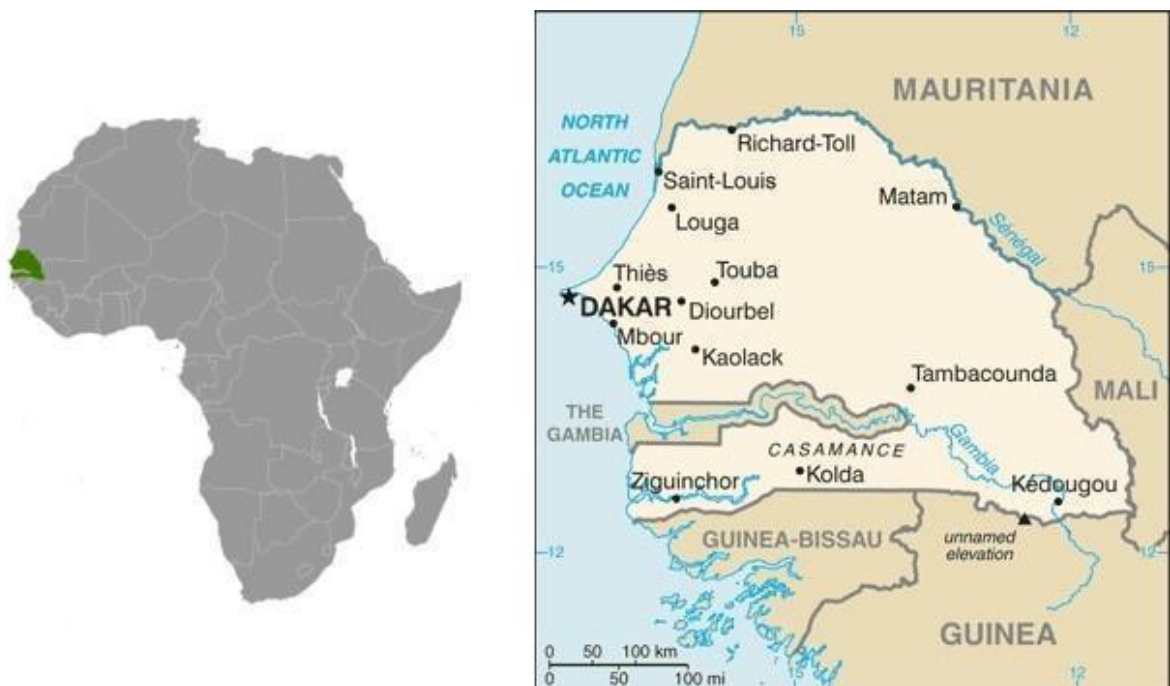 15
12
MAURITANIA
NORTH
ATLANTIC
OCEAN
Richard-Toll
Saint-Louis
Matam
Louga
Sénégal
15
15
Thiès
Touba
DAKAR
Diourbel
Mbour
Kaolack
Tambacounda
MALI
THE
GAMBIA
Gambia
CASAMANCE
Ziguinchor
Kolda
Kédougou
12
GUINEA-BISSAU
unnamed
elevation
12
GUINEA
0 50 100 km
0 50 100 mi
15
12